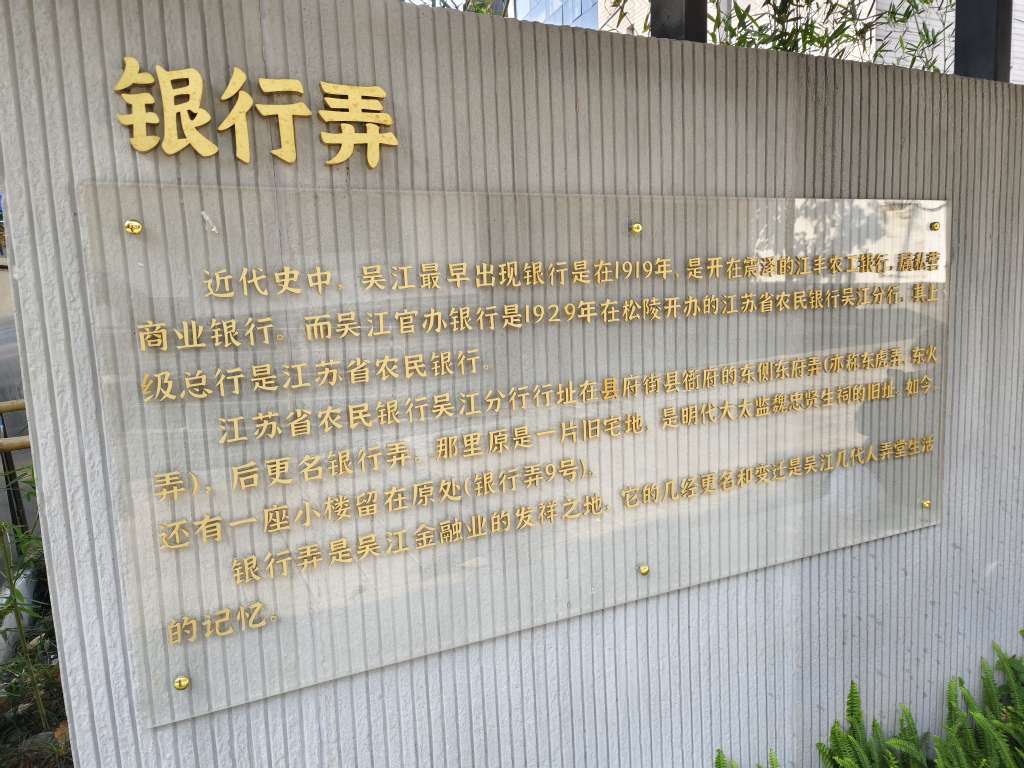 银行弄
近代史中，吴江最早出现银行是在1919年，是开在震泽的江丰农工银行，属私营
商业银行。而吴江官办银行是1929年在松陵开办的江苏省农民银行吴江分行，其上
级总行是江苏省农民银行。
江苏省农民银行吴江分行行址在县府街县衙府的东侧东府弄(亦称东虎弄、东火
弄)，后更名银行弄。那里原是一片旧宅地，是明代大太监魏忠贤生祠的旧址，如今
还有一座小楼留在原处(银行弄9号)。
银行弄是吴江金融业的发祥之地，它的几经更名和变迁是吴江几代人弄堂生活
的记忆。